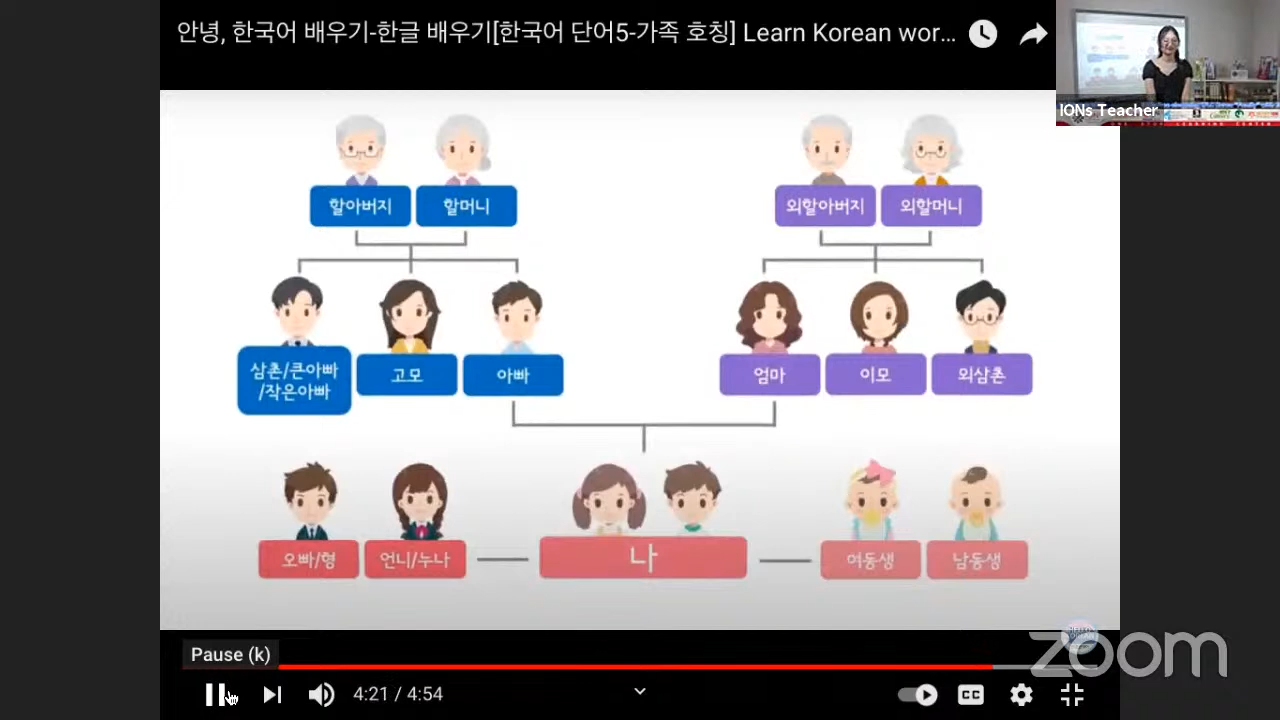 안녕, 한국어 배우기-한글 배우기[한국어 단어5-가족 호칭] Learn Korean wor...
IONs Teacher
할아버지
할머니
외할아버지
외할머니
삼촌/큰아빠
/작은아빠
고모
아빠
엄마
이모
외삼촌
오빠/형
언니/누나
나
여동생
남동생
Pause (k)
zoom
4:21 / 4:54
CC